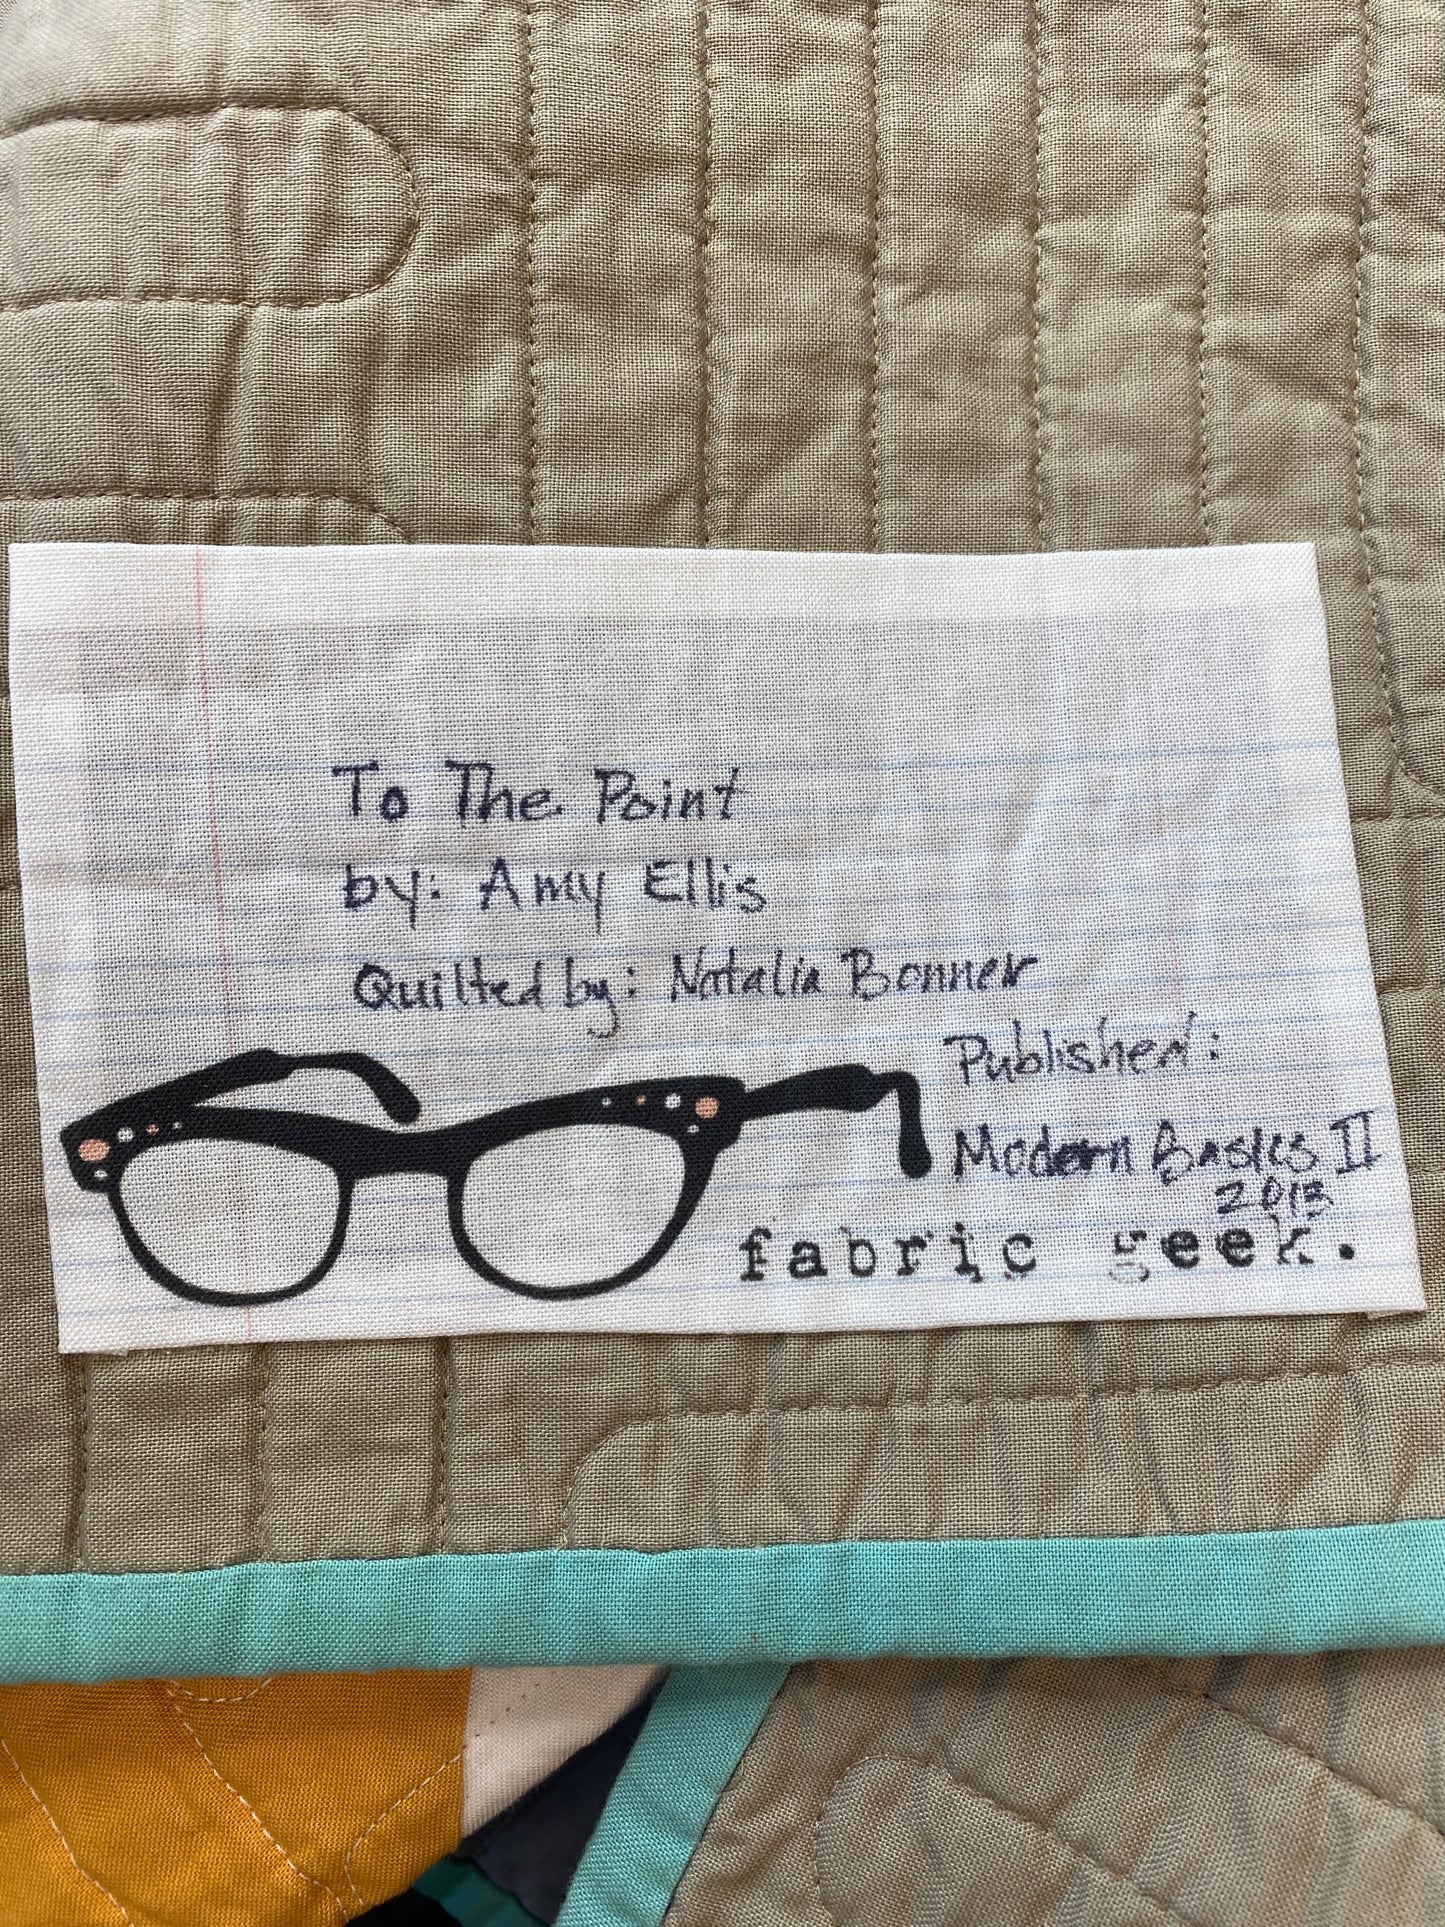 To The Point
by: Amy Ellis
Quilted by: Natalia Bonner
Published:
Modern Basics II
2013
fabric geek.